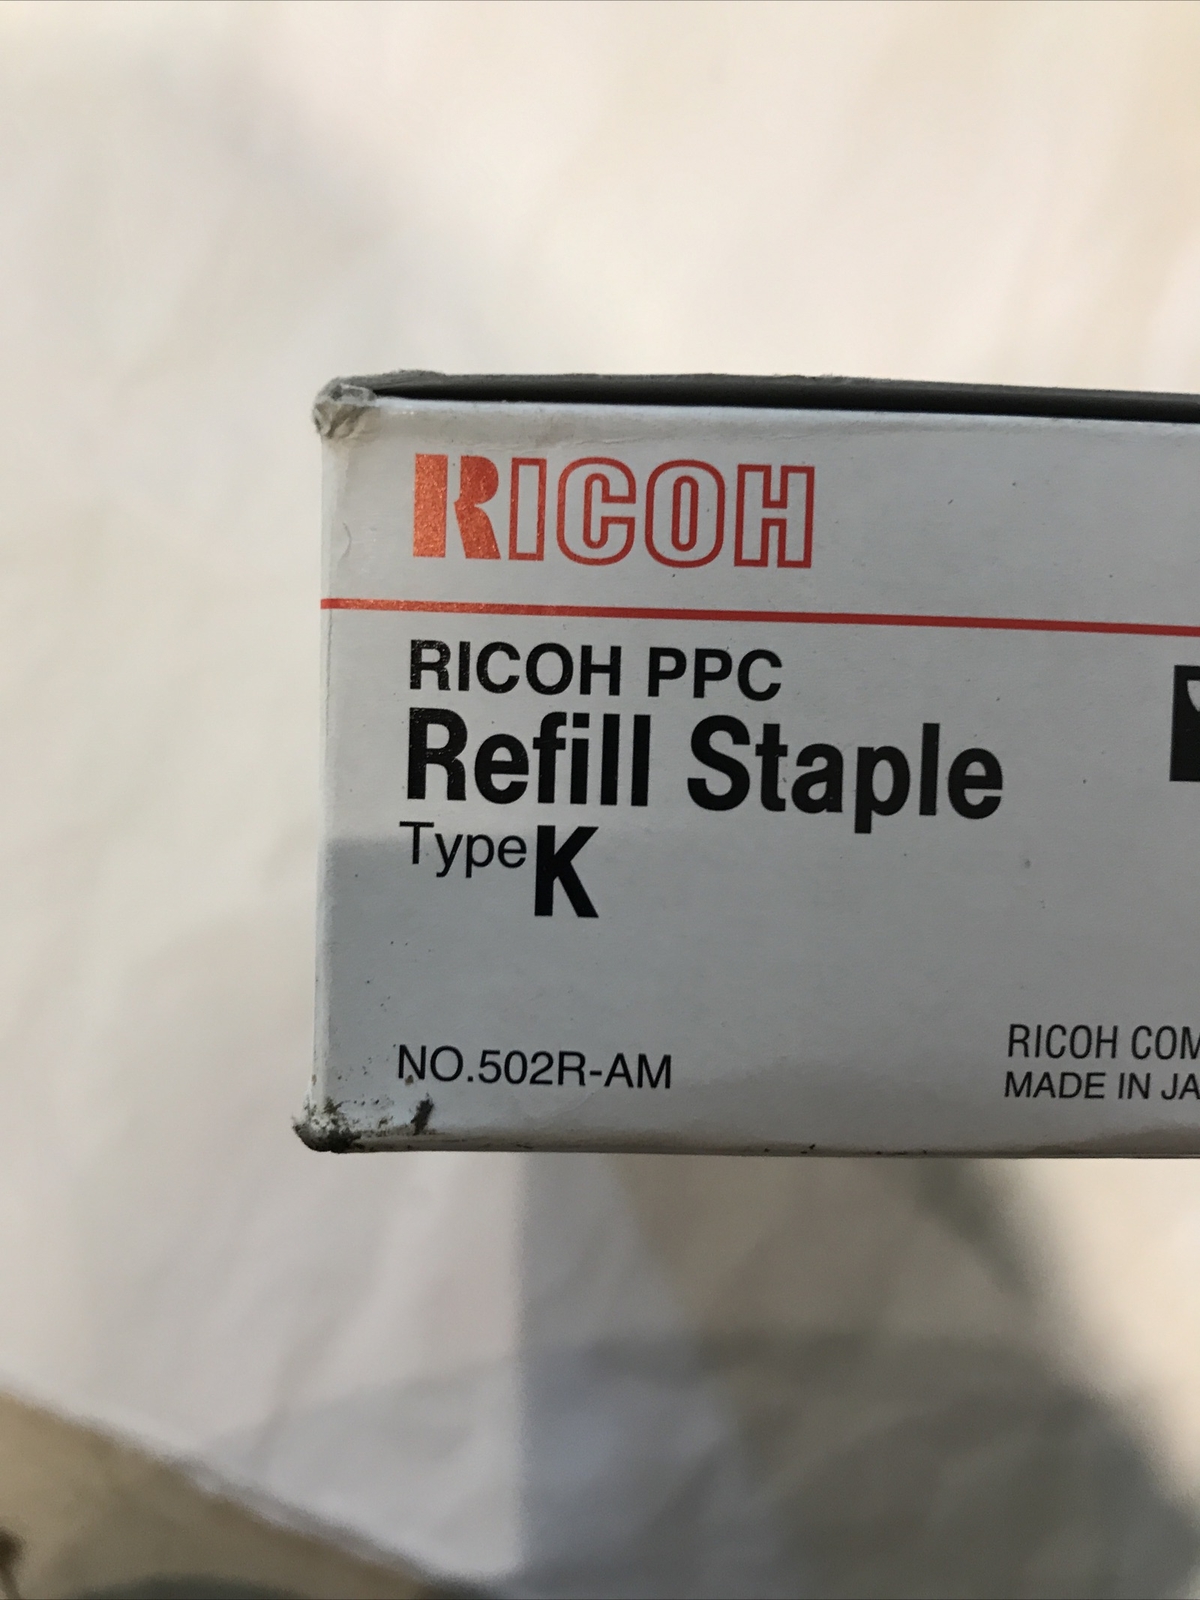 RICOH
RICOH PPC
Refill Staple
Type K
NO.502R-AM
RICOH COM
MADE IN JA